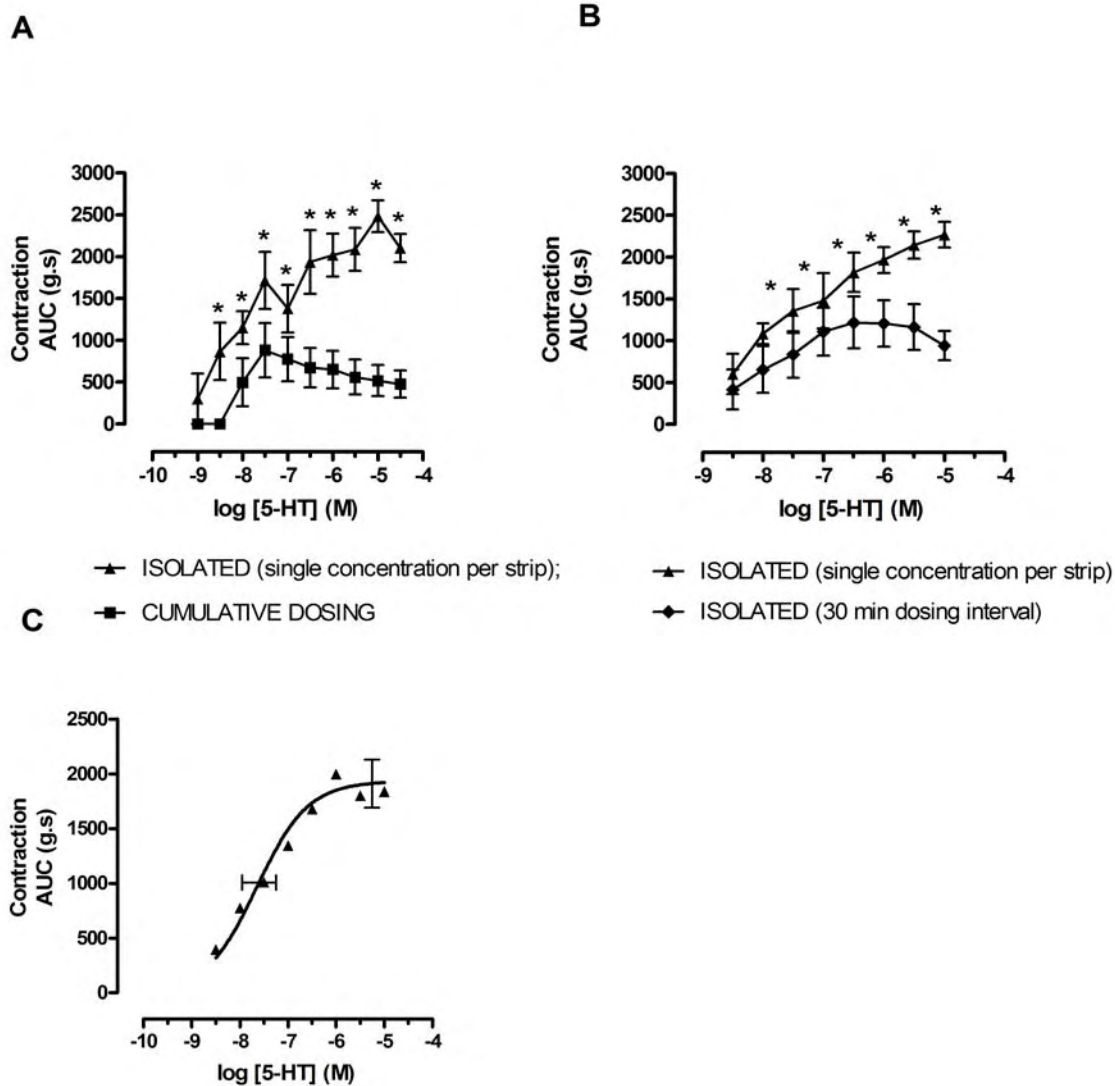 A
B
3000
2500
2000
1500
1000
500
0
Contraction
AUC (g.s)
* * * * * * * * *
-10 -9 -8 -7 -6 -5 -4
log [5-HT] (M)
3000
2500
2000
1500
1000
500
0
Contraction
AUC (g.s)
* * * * * *
-9 -8 -7 -6 -5 -4
log [5-HT] (M)
ISOLATED (single concentration per strip);
CUMULATIVE DOSING
ISOLATED (single concentration per strip)
ISOLATED (30 min dosing interval)
C
2500
2000
1500
1000
500
0
Contraction
AUC (g.s)
-10 -9 -8 -7 -6 -5 -4
log [5-HT] (M)